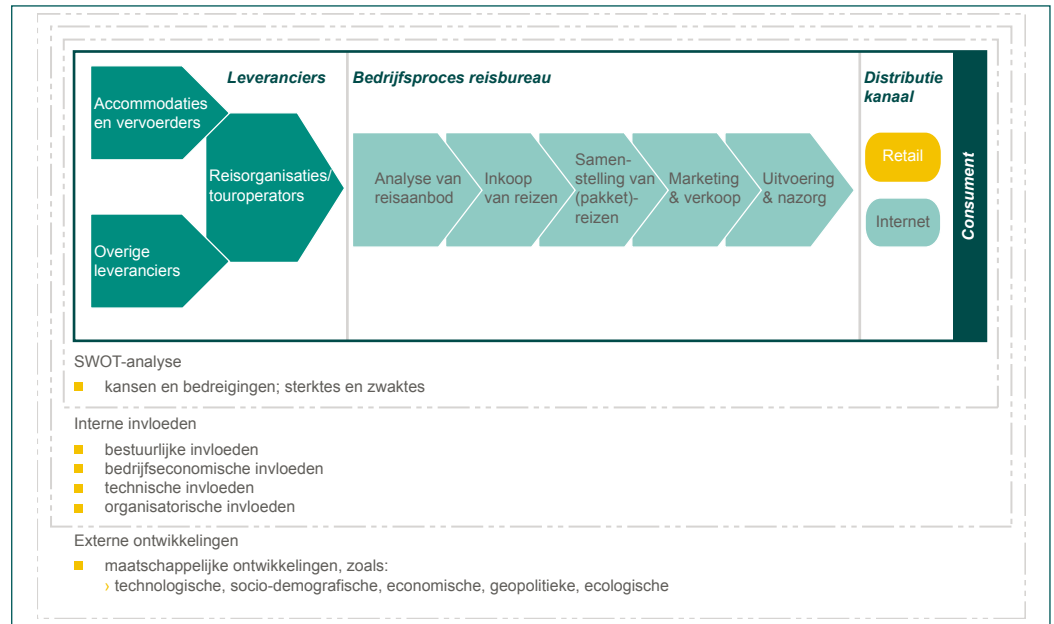 Leveranciers
Accommodaties
en vervoerders
Reisorganisaties/
touroperators
Overige
leveranciers
Bedrijfsproces reisbureau
Analyse van
reisaanbod
Inkoop
van reizen
Samen-
stelling van
(pakket)-
reizen
Marketing
& verkoop
Uitvoering
& nazorg
Distributie
kanaal
Retail
Internet
Consument
SWOT-analyse
kansen en bedreigingen; sterktes en zwaktes
Interne invloeden
bestuurlijke invloeden
bedrijfseconomische invloeden
technische invloeden
organisatorische invloeden
Externe ontwikkelingen
maatschappelijke ontwikkelingen, zoals:
› technologische, socio-demografische, economische, geopolitieke, ecologische